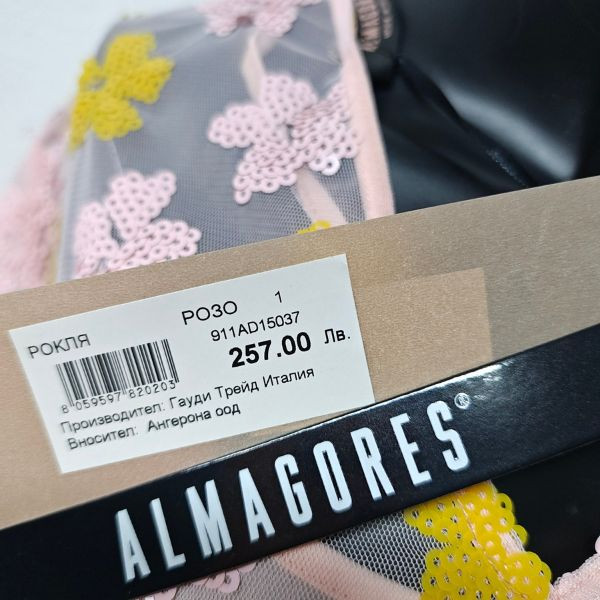 РОКЛЯ РОЗО 1
911AD15037
257.00 Лв.
8 059597 820203
Производител: Гауди Трейд Италия
Вносител: Ангерона оод
ALMAGORES®